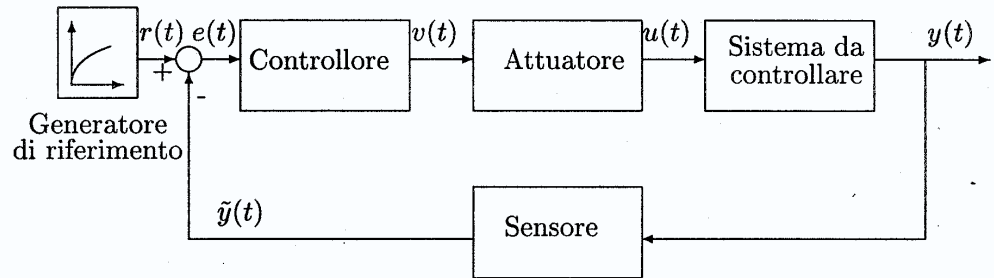 r(t) e(t) v(t) u(t) y(t)
+
-
Controllore
Attuatore
Sistema da
controllare
Generatore
di riferimento
ỹ(t)
Sensore